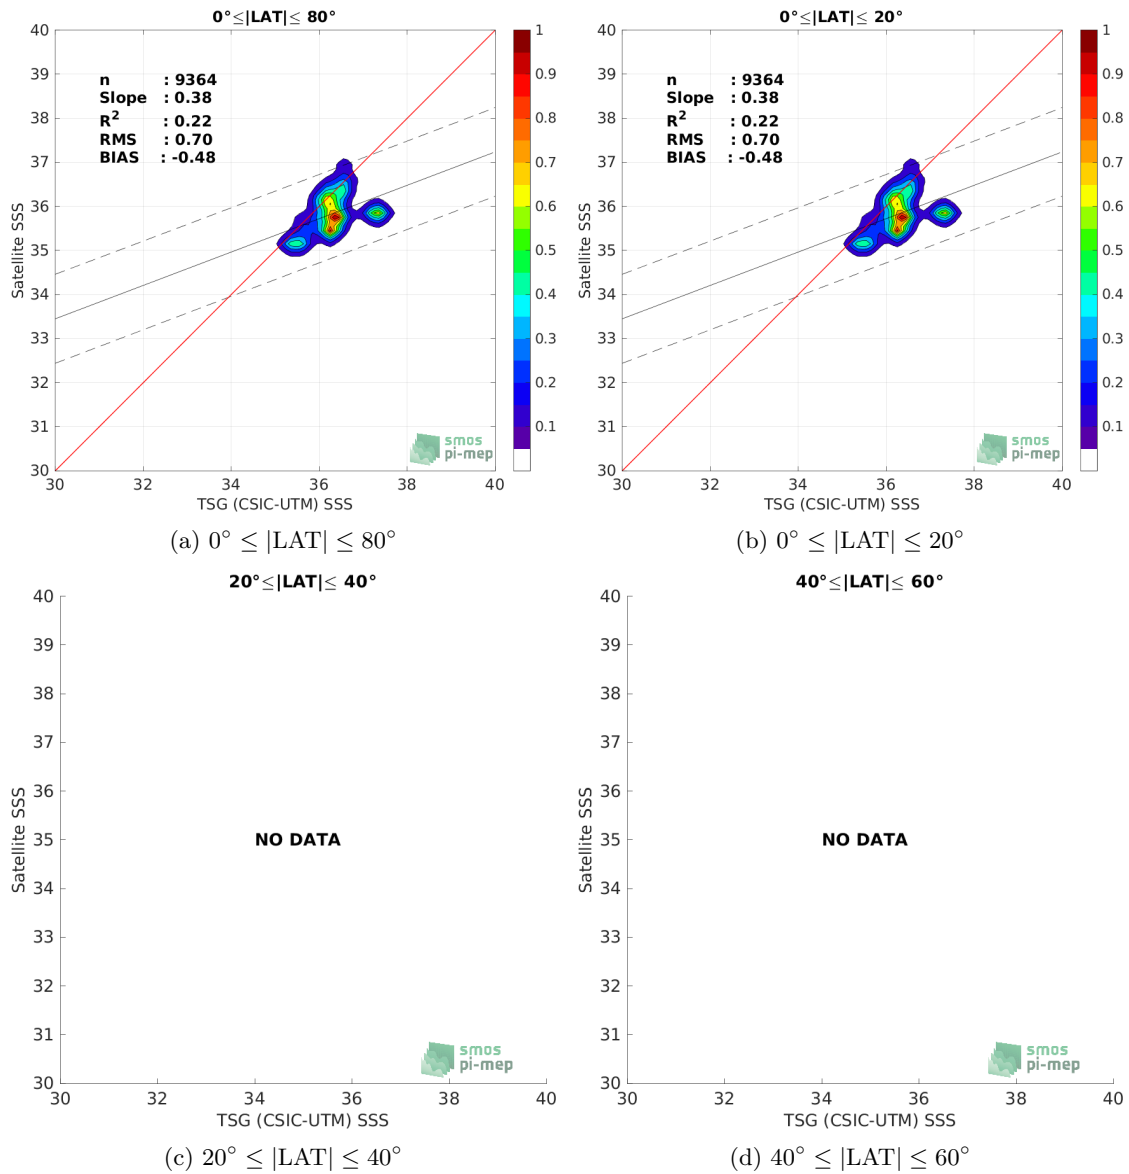 0°≤|LAT|≤ 80°
40
39
38
37
36
35
34
33
32
31
30
Satellite SSS
n : 9364
Slope : 0.38
R² : 0.22
RMS : 0.70
BIAS : -0.48
smos
pi-mep
30 32 34 36 38 40
TSG (CSIC-UTM) SSS
1
0.9
0.8
0.7
0.6
0.5
0.4
0.3
0.2
0.1
(a) 0° ≤ |LAT| ≤ 80°
0°≤|LAT|≤ 20°
40
39
38
37
36
35
34
33
32
31
30
Satellite SSS
n : 9364
Slope : 0.38
R² : 0.22
RMS : 0.70
BIAS : -0.48
smos
pi-mep
30 32 34 36 38 40
TSG (CSIC-UTM) SSS
1
0.9
0.8
0.7
0.6
0.5
0.4
0.3
0.2
0.1
(b) 0° ≤ |LAT| ≤ 20°
20°≤|LAT|≤ 40°
40
39
38
37
36
35
34
33
32
31
30
Satellite SSS
NO DATA
smos
pi-mep
30 32 34 36 38 40
TSG (CSIC-UTM) SSS
(c) 20° ≤ |LAT| ≤ 40°
40°≤|LAT|≤ 60°
40
39
38
37
36
35
34
33
32
31
30
Satellite SSS
NO DATA
smos
pi-mep
30 32 34 36 38 40
TSG (CSIC-UTM) SSS
(d) 40° ≤ |LAT| ≤ 60°